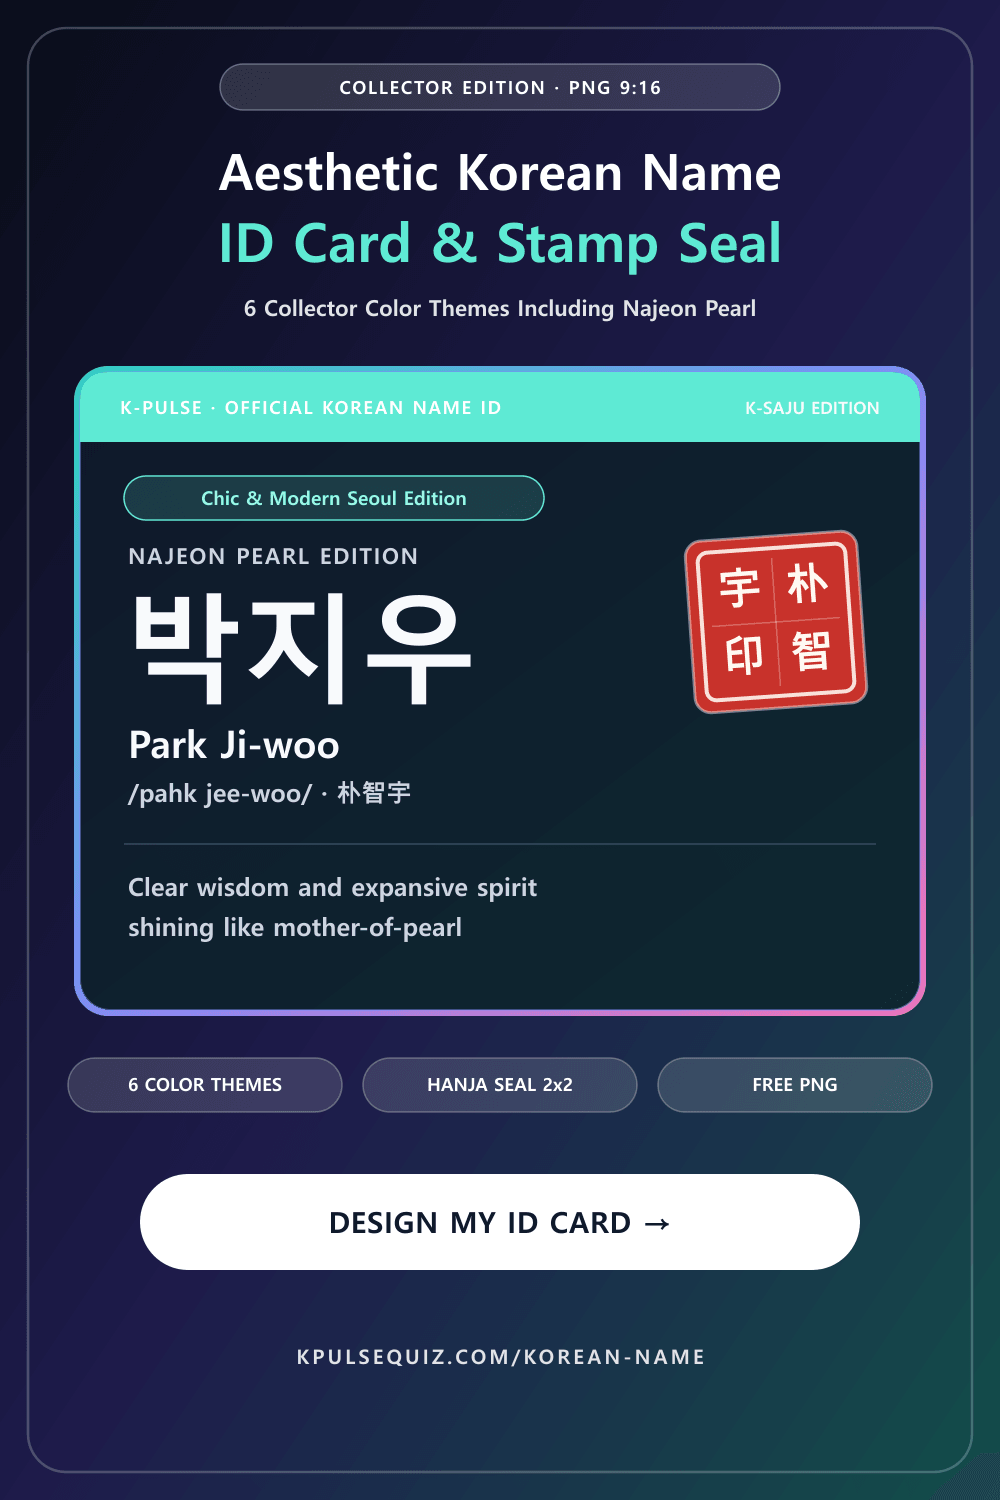 COLLECTOR EDITION · PNG 9:16
Aesthetic Korean Name
ID Card & Stamp Seal
6 Collector Color Themes Including Najeon Pearl
K-PULSE · OFFICIAL KOREAN NAME ID
K-SAJU EDITION
Chic & Modern Seoul Edition
NAJEON PEARL EDITION
박지우
宇朴
印智
Park Ji-woo
/pahk jee-woo/ · 朴智宇
Clear wisdom and expansive spirit
shining like mother-of-pearl
6 COLOR THEMES
HANJA SEAL 2x2
FREE PNG
DESIGN MY ID CARD →
KPULSEQUIZ.COM/KOREAN-NAME